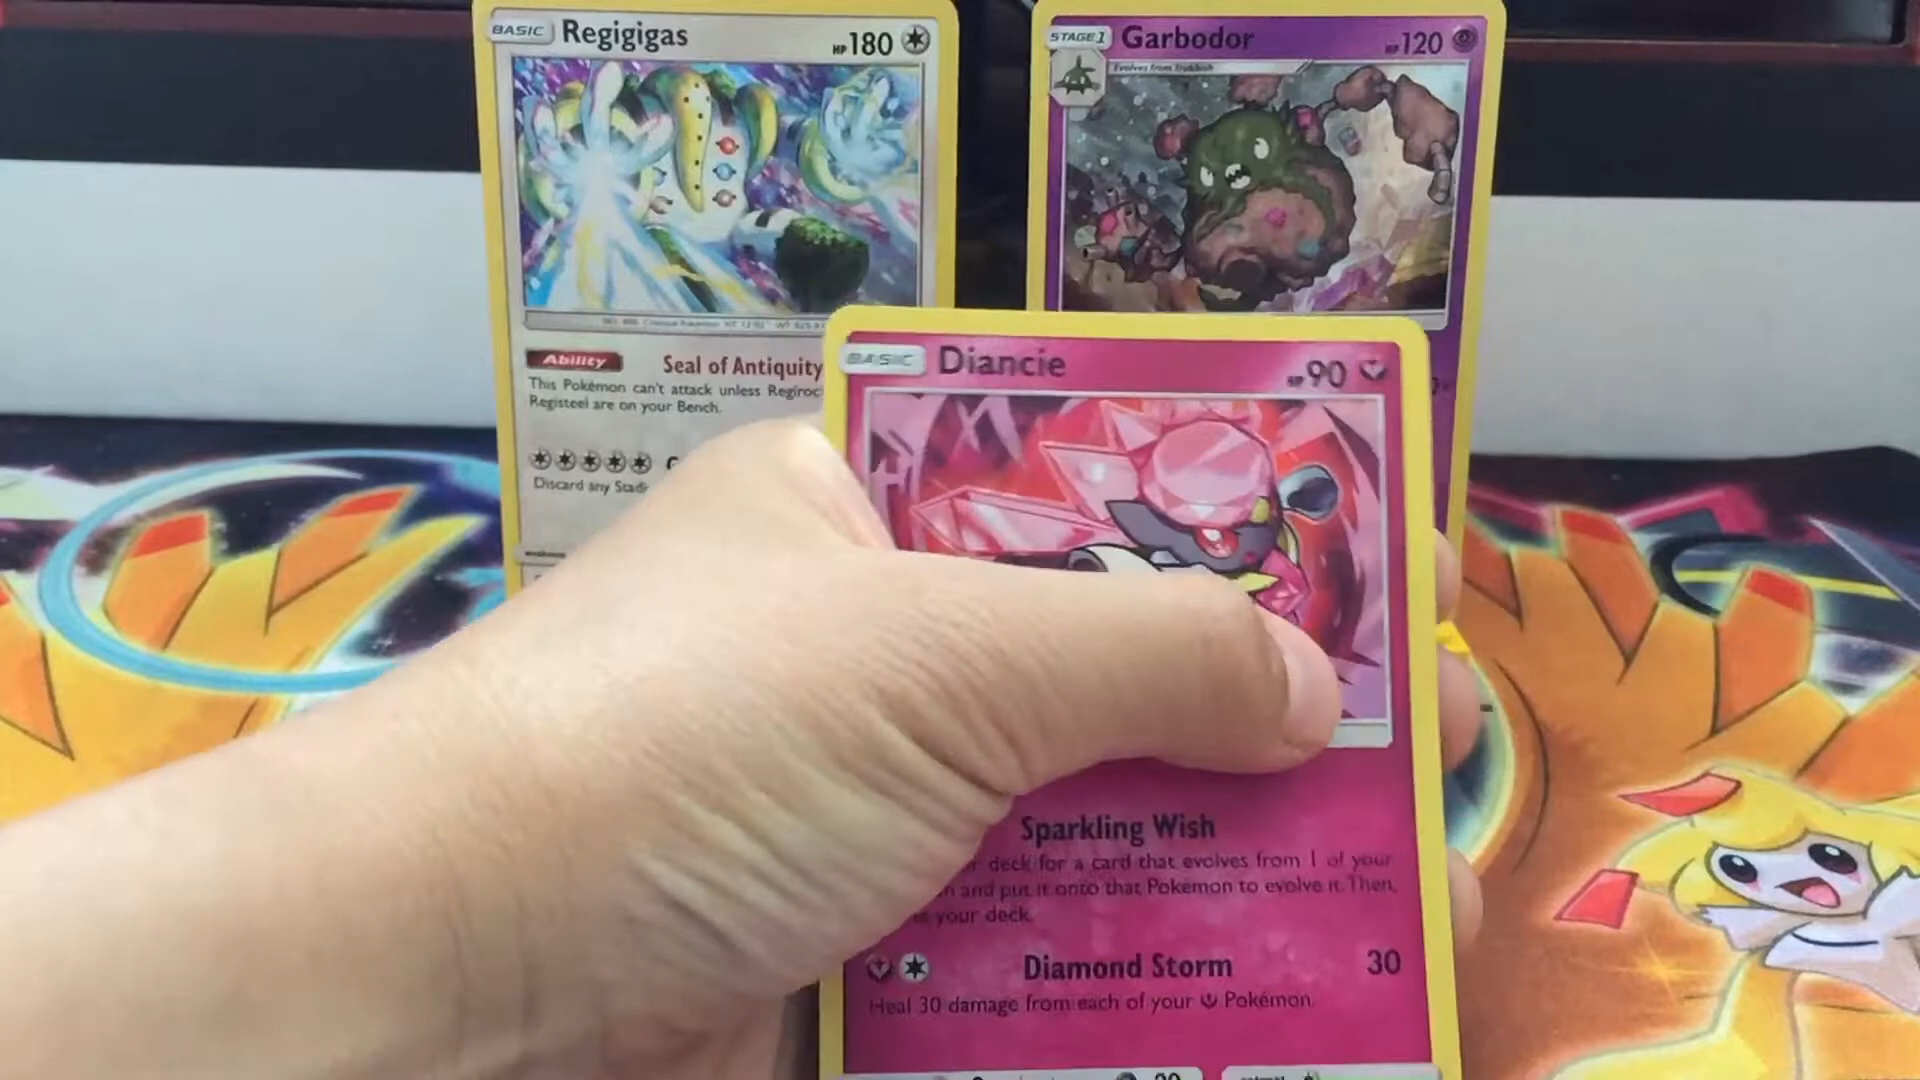 BASIC Regigigas HP 180
Ability Seal of Antiquity
This Pokémon can't attack unless Regiroc
Registeel are on your Bench.
Discard any Stadi
STAGE 1 Garbodor HP 120
Evolves from Trubbish
BASIC Diancie HP 90
Sparkling Wish
deck for a card that evolves from 1 of your
and put it onto that Pokémon to evolve it. Then,
your deck.
Diamond Storm 30
Heal 30 damage from each of your Pokémon.